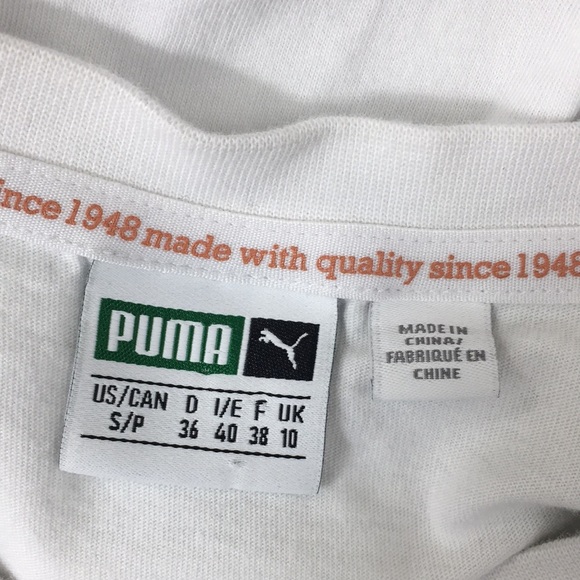 ince 1948 made with quality since 1948
PUMA
US/CAN D I/E F UK
S/P 36 40 38 10
MADE IN
CHINA/
FABRIQUÉ EN
CHINE